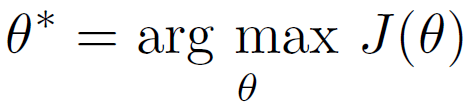 θ* = arg max J(θ)
θ